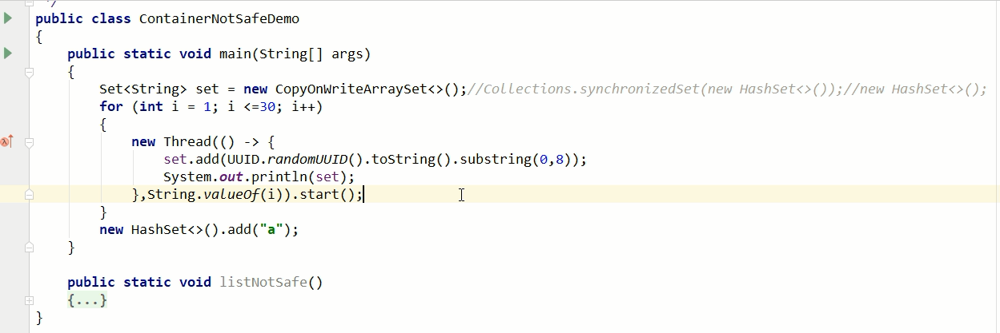 */
public class ContainerNotSafeDemo
{
    public static void main(String[] args)
    {
        Set<String> set = new CopyOnWriteArraySet<>();//Collections.synchronizedSet(new HashSet<>());//new HashSet<>();
        for (int i = 1; i <=30; i++)
        {
            new Thread(() -> {
                set.add(UUID.randomUUID().toString().substring(0,8));
                System.out.println(set);
            },String.valueOf(i)).start();
        }
        new HashSet<>().add("a");
    }

    public static void listNotSafe()
    {...}
}